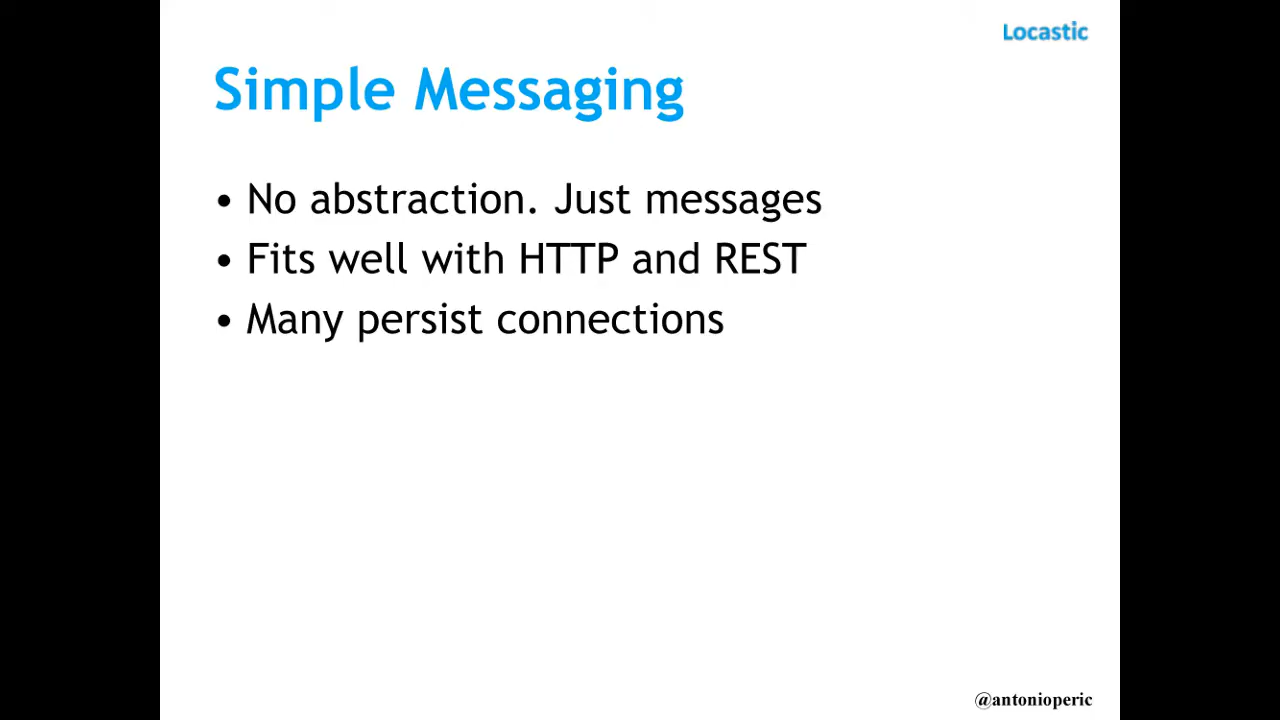 Locastic
Simple Messaging
• No abstraction. Just messages
• Fits well with HTTP and REST
• Many persist connections
@antonioperic